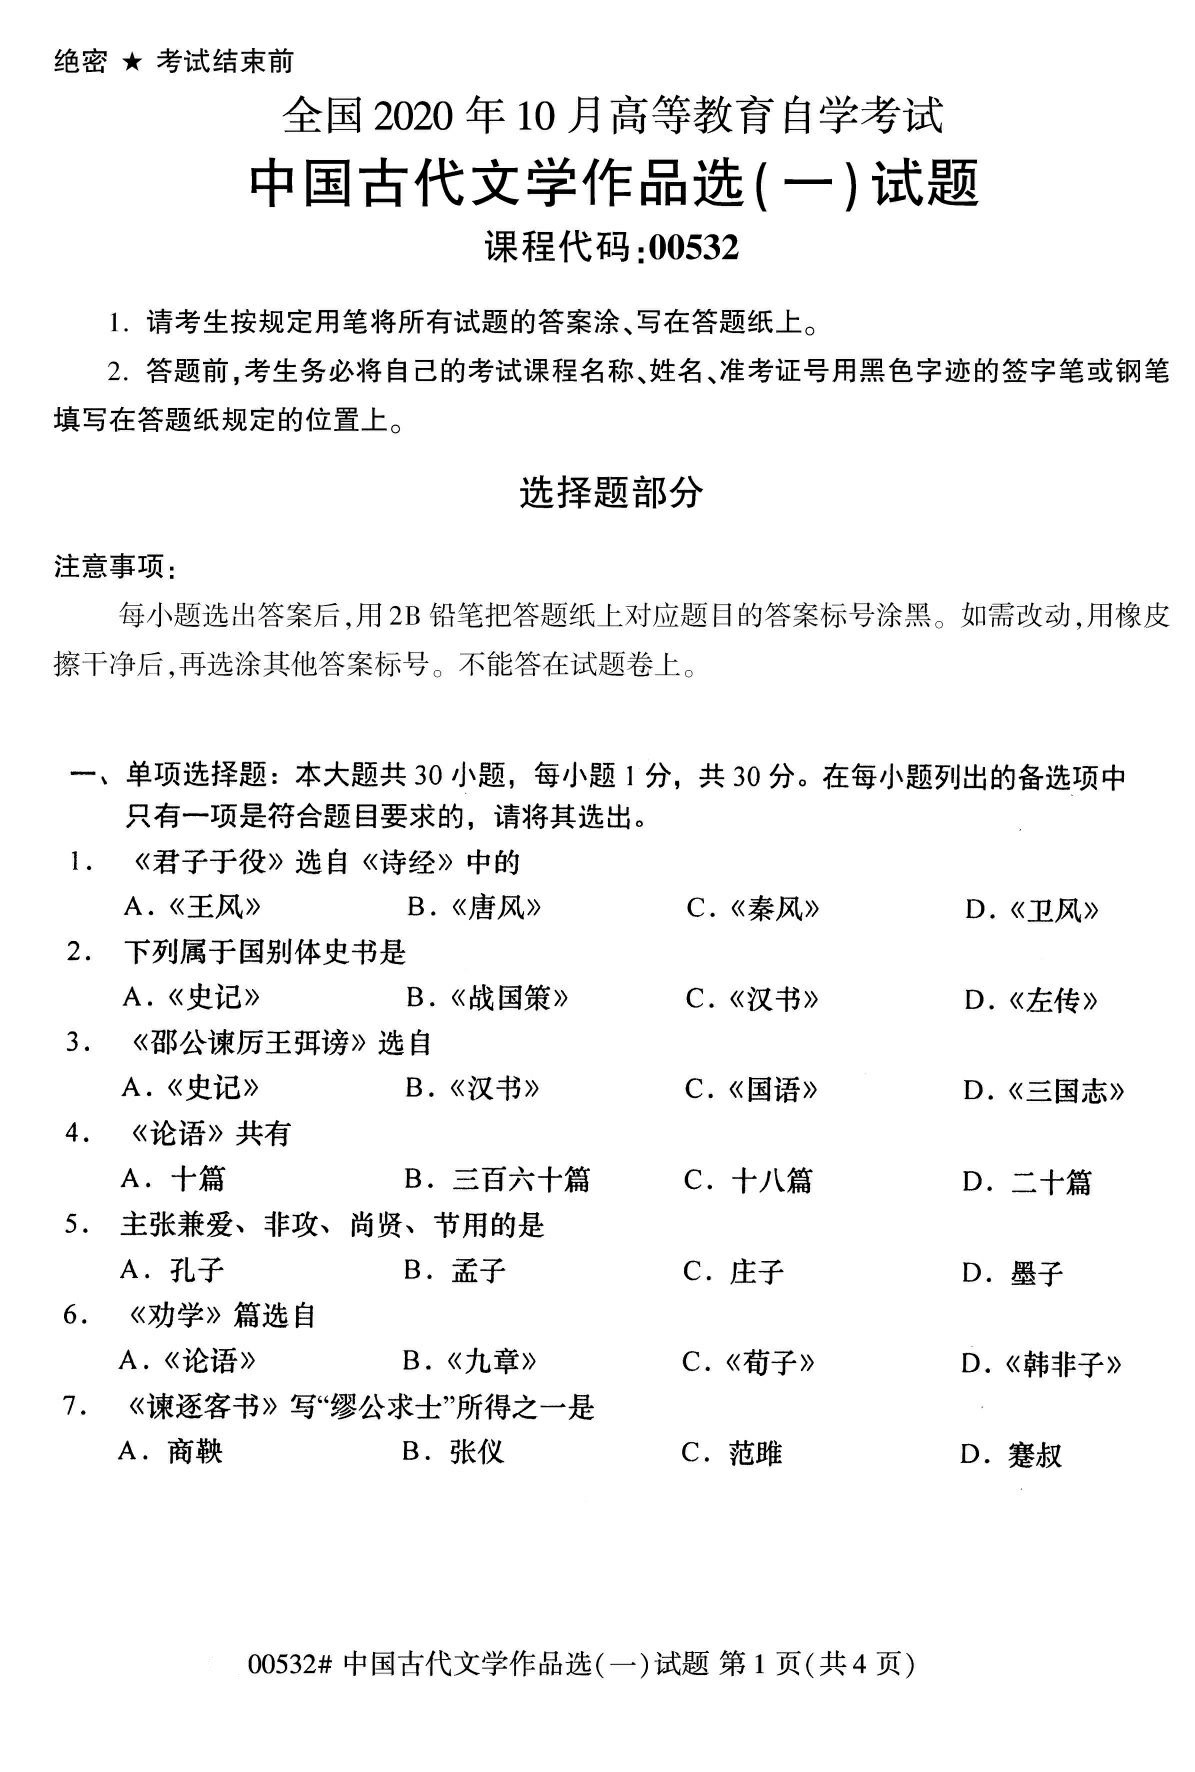 绝密 ★ 考试结束前
全国 2020 年 10 月高等教育自学考试
中国古代文学作品选(一)试题
课程代码:00532
1. 请考生按规定用笔将所有试题的答案涂、写在答题纸上。
2. 答题前,考生务必将自己的考试课程名称、姓名、准考证号用黑色字迹的签字笔或钢笔
填写在答题纸规定的位置上。
选择题部分
注意事项:
每小题选出答案后,用 2B 铅笔把答题纸上对应题目的答案标号涂黑。如需改动,用橡皮
擦干净后,再选涂其他答案标号。不能答在试题卷上。
一、单项选择题：本大题共 30 小题，每小题 1 分，共 30 分。在每小题列出的备选项中
只有一项是符合题目要求的，请将其选出。
1. 《君子于役》选自《诗经》中的
A.《王风》 B.《唐风》 C.《秦风》 D.《卫风》
2. 下列属于国别体史书是
A.《史记》 B.《战国策》 C.《汉书》 D.《左传》
3. 《邵公谏厉王弭谤》选自
A.《史记》 B.《汉书》 C.《国语》 D.《三国志》
4. 《论语》共有
A. 十篇 B. 三百六十篇 C. 十八篇 D. 二十篇
5. 主张兼爱、非攻、尚贤、节用的是
A. 孔子 B. 孟子 C. 庄子 D. 墨子
6. 《劝学》篇选自
A.《论语》 B.《九章》 C.《荀子》 D.《韩非子》
7. 《谏逐客书》写“缪公求士”所得之一是
A. 商鞅 B. 张仪 C. 范雎 D. 蹇叔
00532# 中国古代文学作品选(一)试题 第 1 页(共 4 页)